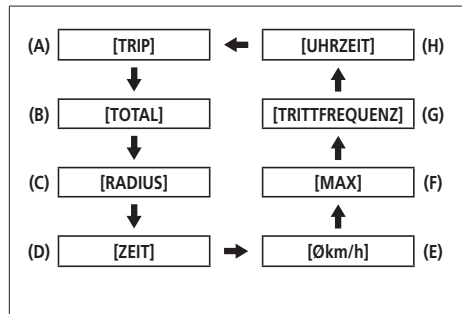 (A) [TRIP] [UHRZEIT] (H)
(B) [TOTAL] [TRITTFREQUENZ] (G)
(C) [RADIUS] [MAX] (F)
(D) [ZEIT] [Økm/h] (E)